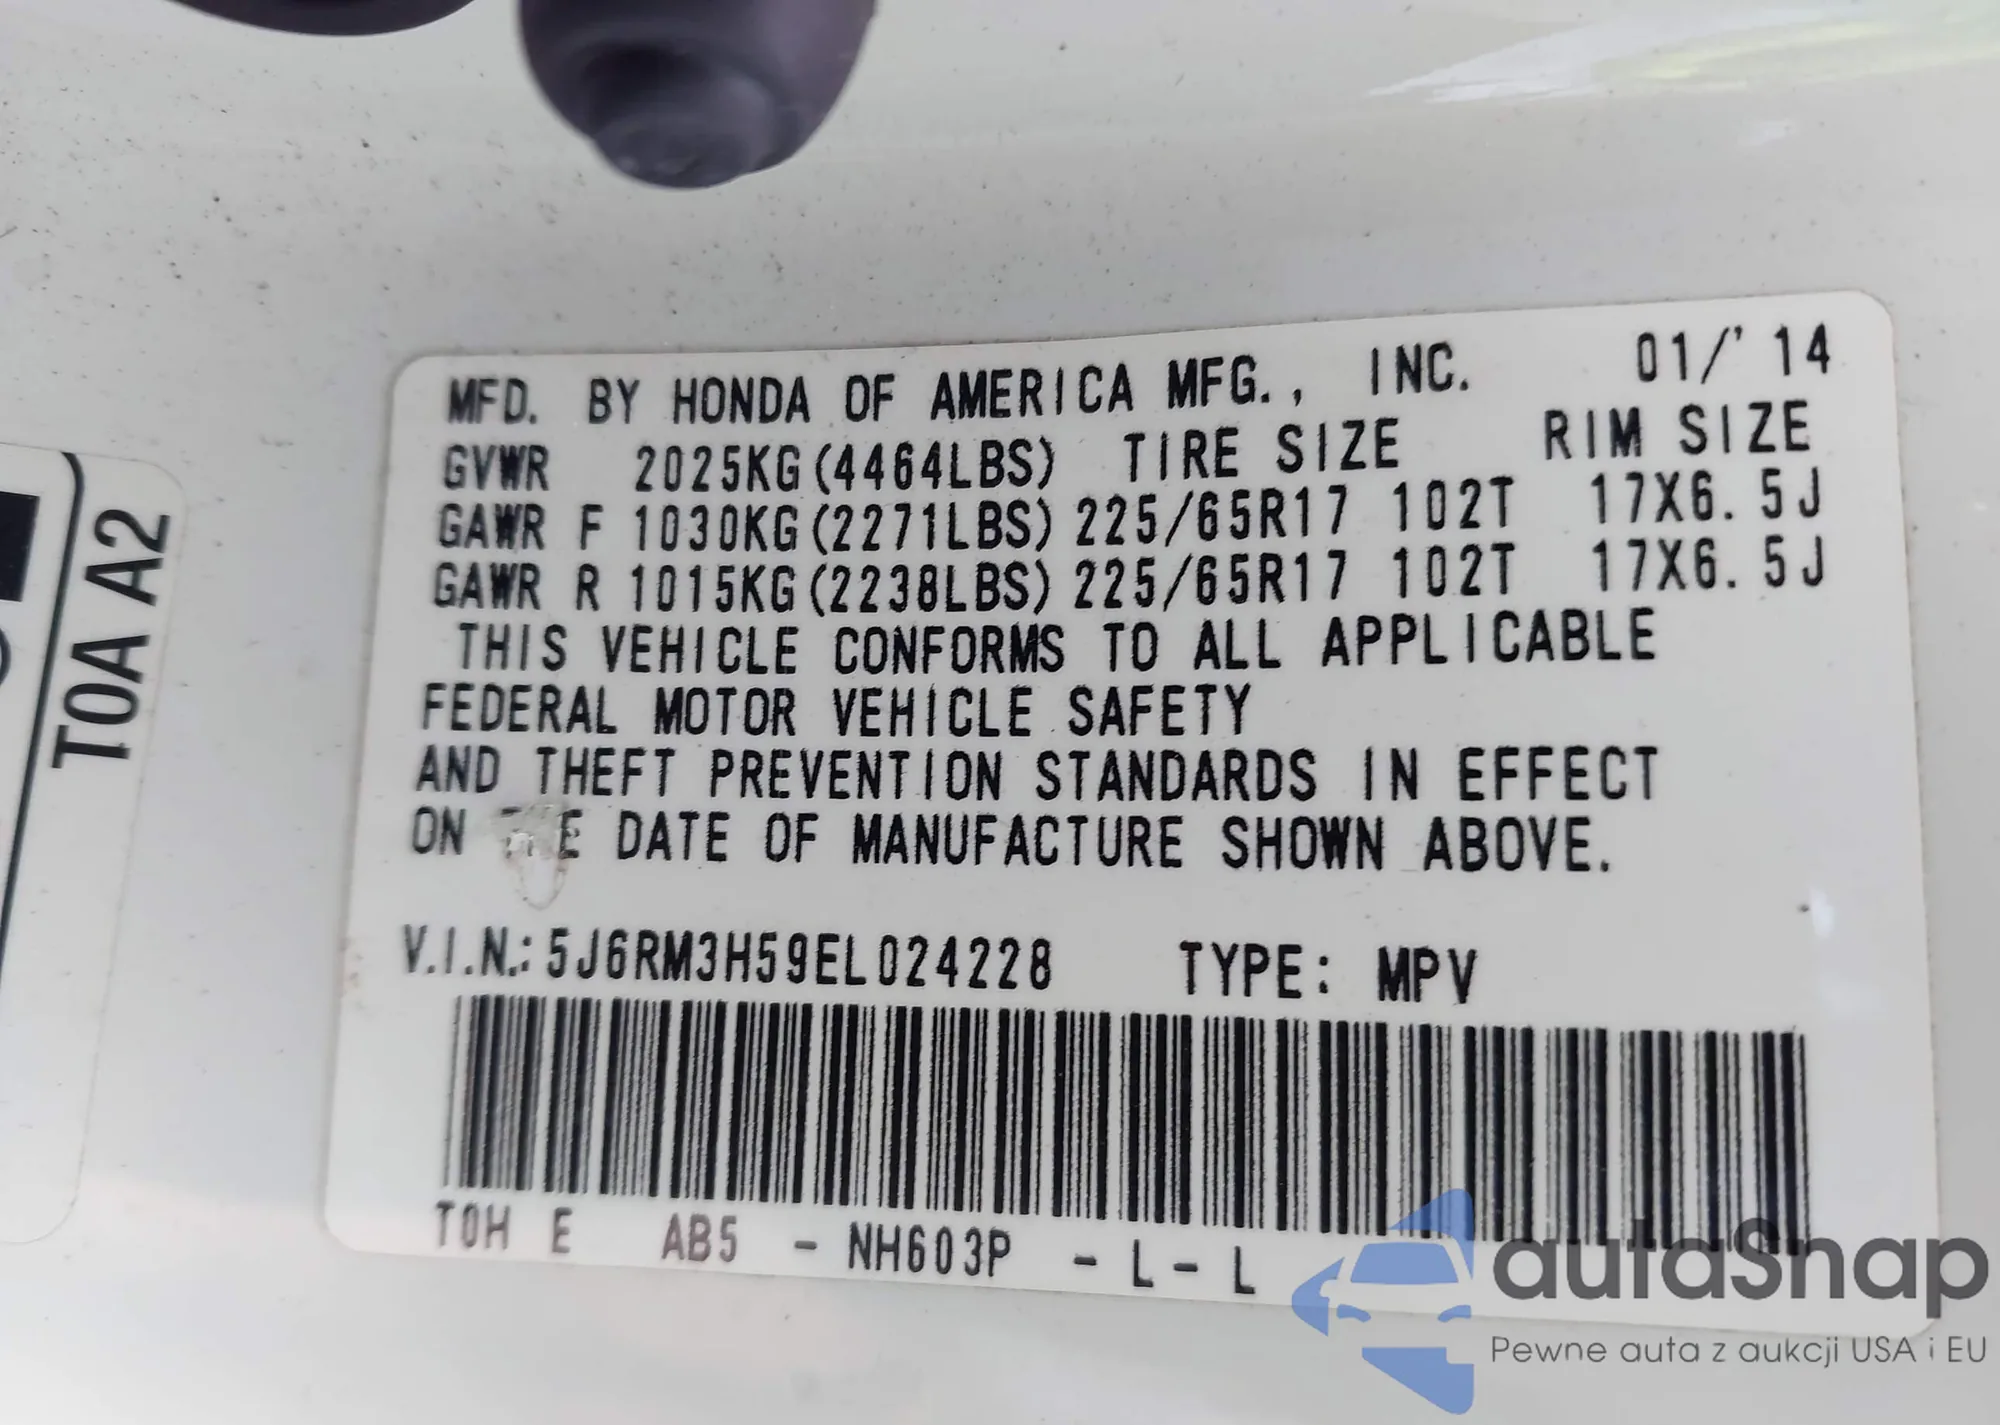 MFD. BY HONDA OF AMERICA MFG., INC. 01/'14
GVWR 2025KG(4464LBS) TIRE SIZE RIM SIZE
GAWR F 1030KG(2271LBS) 225/65R17 102T 17X6.5J
GAWR R 1015KG(2238LBS) 225/65R17 102T 17X6.5J
THIS VEHICLE CONFORMS TO ALL APPLICABLE
FEDERAL MOTOR VEHICLE SAFETY
AND THEFT PREVENTION STANDARDS IN EFFECT
ON THE DATE OF MANUFACTURE SHOWN ABOVE.
V.I.N.: 5J6RM3H59EL024228 TYPE: MPV
T0H E AB5 - NH603P - L - L
T0A A2
autaSnap
Pewne auta z aukcji USA i EU